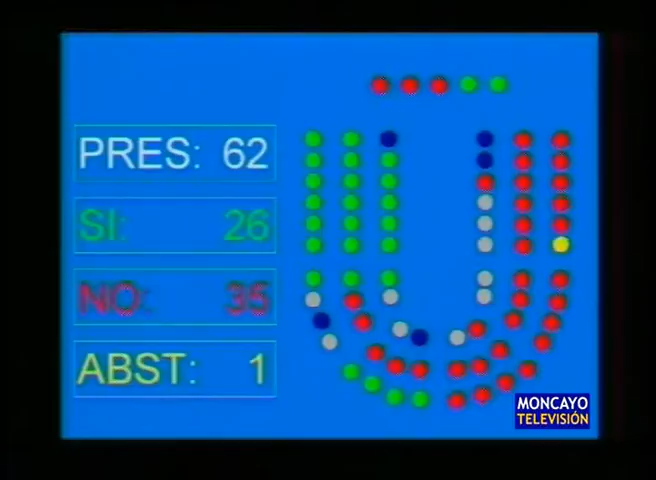 PRES: 62
SI: 26
NO: 35
ABST: 1
MONCAYO
TELEVISIÓN